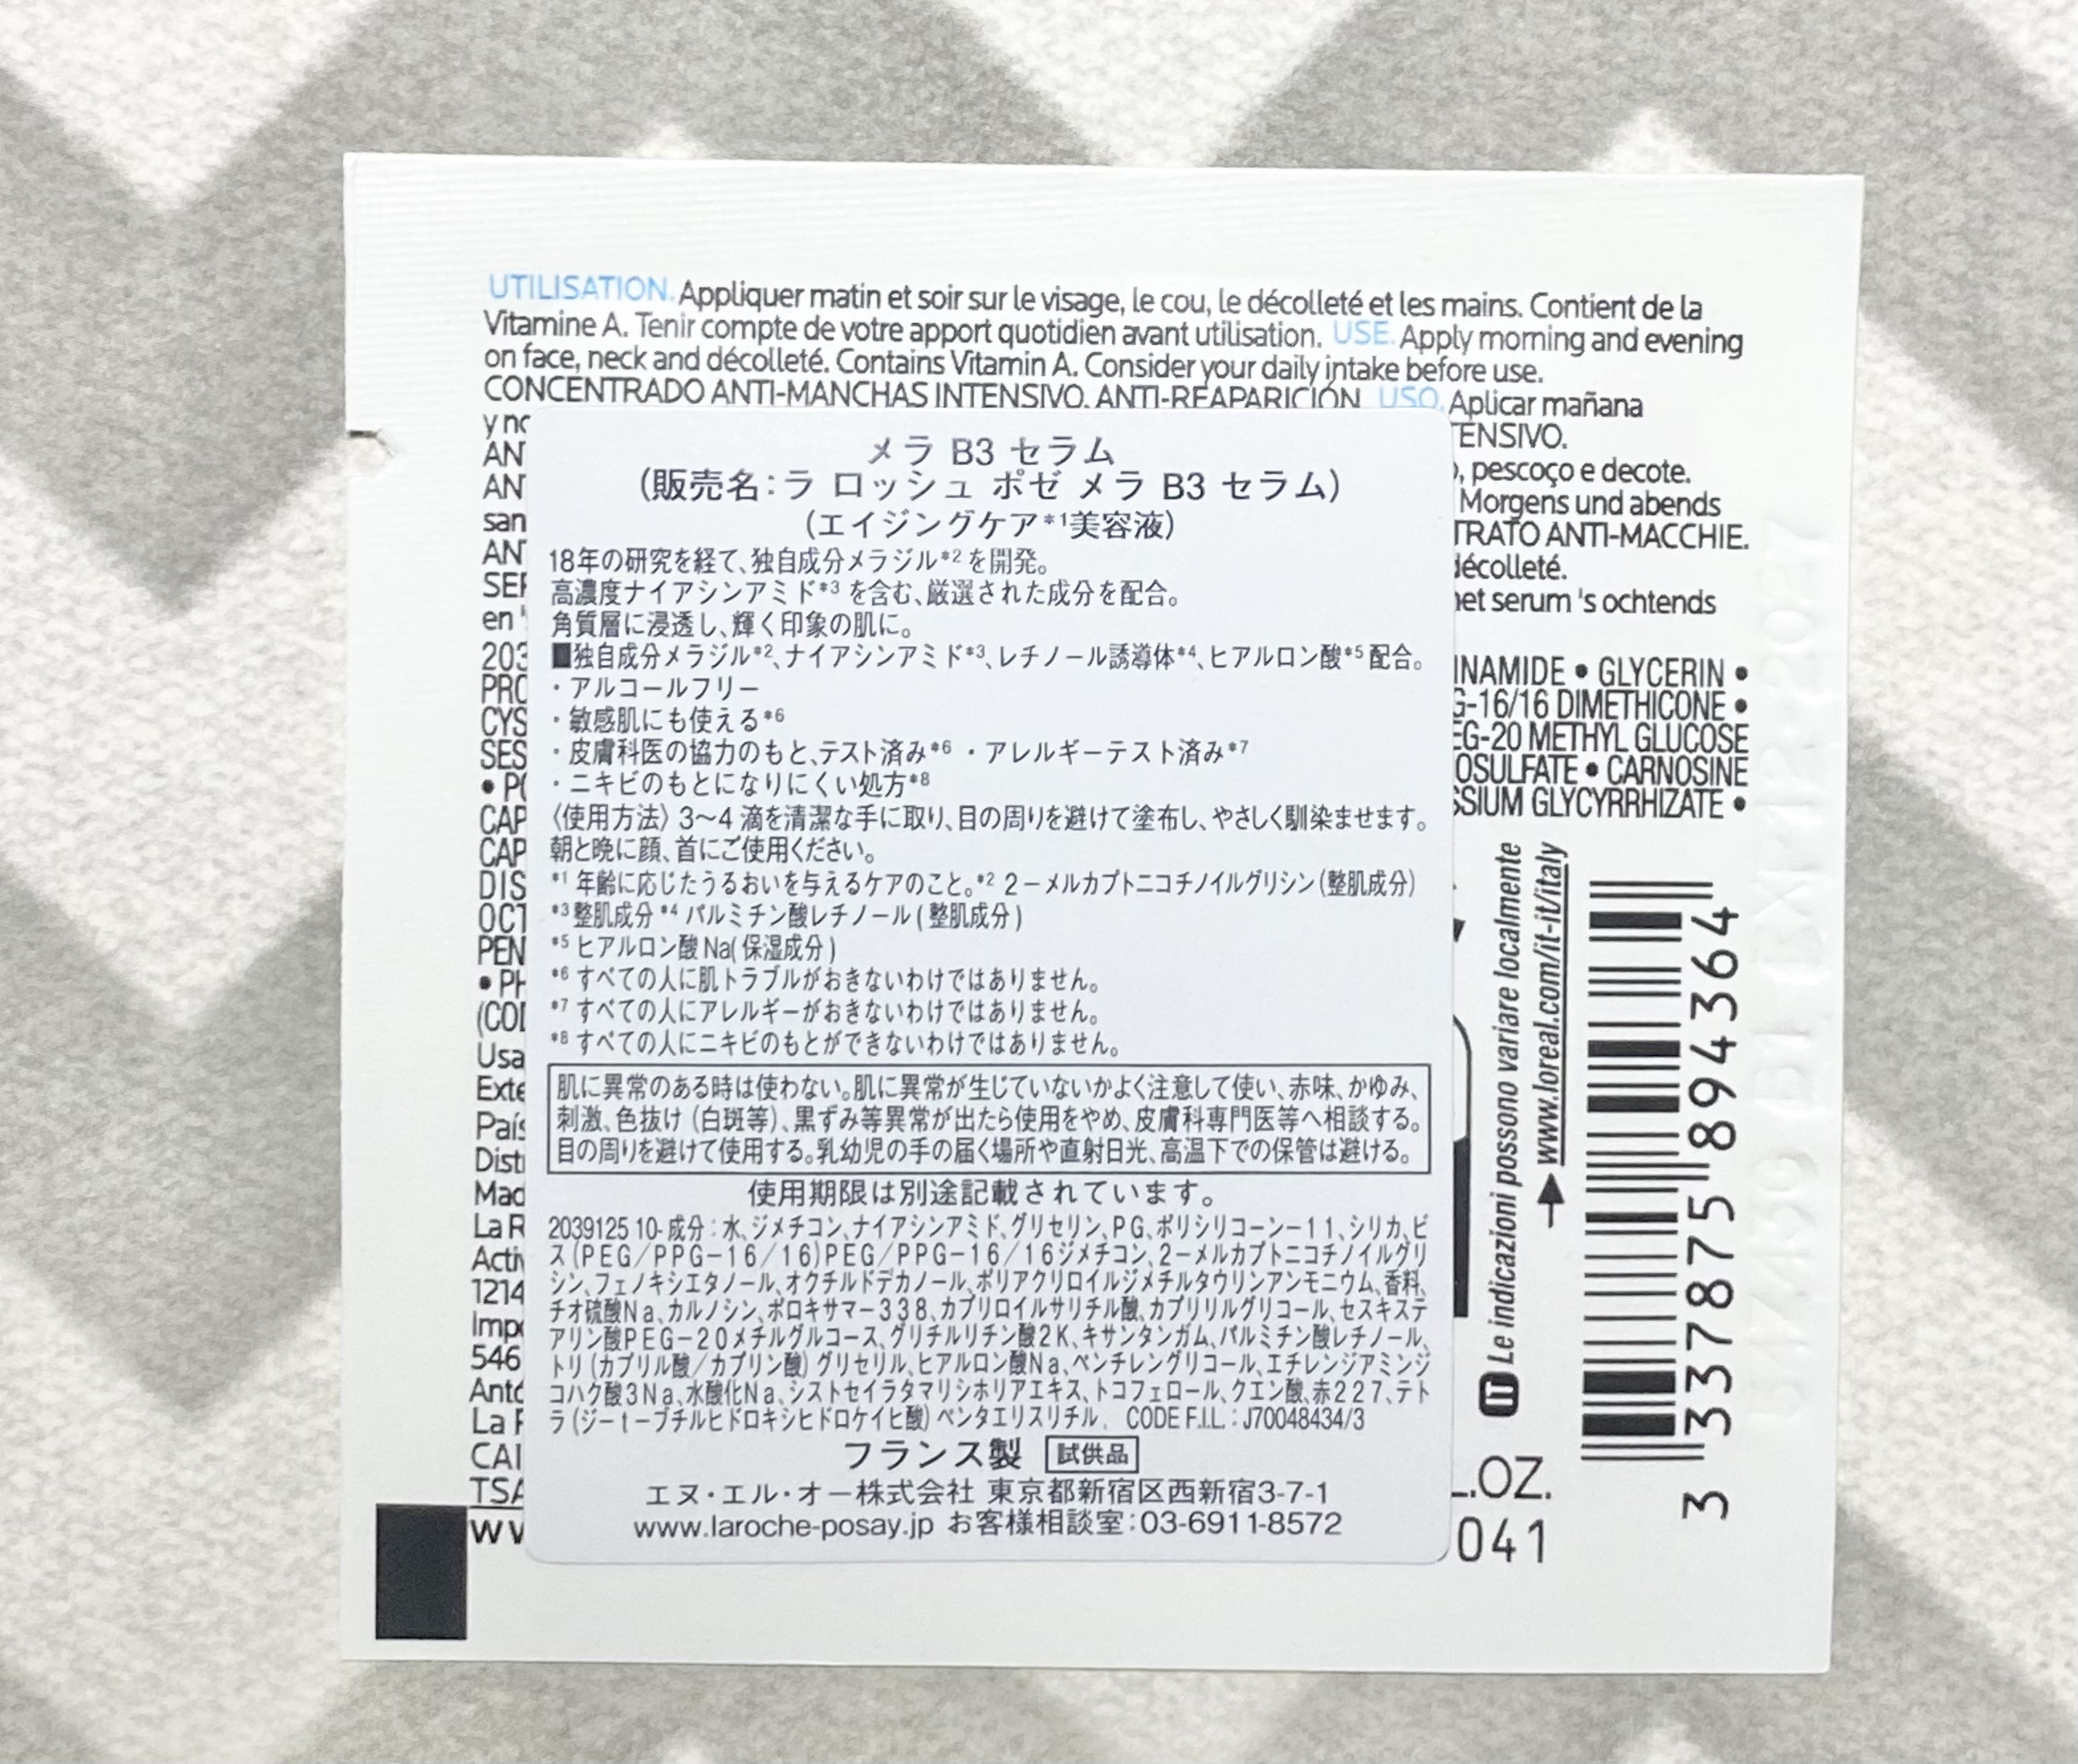 UTILISATION. Appliquer matin et soir sur le visage, le cou, le décolleté et les mains. Contient de la
Vitamine A. Tenir compte de votre apport quotidien avant utilisation. USE. Apply morning and evening
on face, neck and décolleté. Contains Vitamin A. Consider your daily intake before use.
CONCENTRADO ANTI-MANCHAS INTENSIVO. ANTI-REAPARICIÓN. USO. Aplicar mañana
メラ B3 セラム
(販売名:ラ ロッシュ ポゼ メラ B3 セラム)
(エイジングケア*1美容液)
18年の研究を経て、独自成分メラジル*2 を開発。
高濃度ナイアシンアミド*3 を含む、厳選された成分を配合。
角質層に浸透し、輝く印象の肌に。
■独自成分メラジル*2、ナイアシンアミド*3、レチノール誘導体*4、ヒアルロン酸*5 配合。
・アルコールフリー
・敏感肌にも使える*6
・皮膚科医の協力のもと、テスト済み*6 ・アレルギーテスト済み*7
・ニキビのもとになりにくい処方*8
〈使用方法〉3〜4 滴を清潔な手に取り、目の周りを避けて塗布し、やさしく馴染ませます。
朝と晩に顔、首にご使用ください。
*1 年齢に応じたうるおいを与えるケアのこと。*2 2－メルカプトニコチノイルグリシン(整肌成分)
*3 整肌成分 *4 パルミチン酸レチノール ( 整肌成分 )
*5 ヒアルロン酸 Na( 保湿成分 )
*6 すべての人に肌トラブルがおきないわけではありません。
*7 すべての人にアレルギーがおきないわけではありません。
*8 すべての人にニキビのもとができないわけではありません。
肌に異常のある時は使わない。肌に異常が生じていないかよく注意して使い、赤味、かゆみ、
刺激、色抜け (白斑等)、黒ずみ等異常が出たら使用をやめ、皮膚科専門医等へ相談する。
目の周りを避けて使用する。乳幼児の手の届く場所や直射日光、高温下での保管は避ける。
使用期限は別途記載されています。
2039125 10- 成分：水、ジメチコン、ナイアシンアミド、グリセリン、PG、ポリシリコーン－11、シリカ、ビ
ス(PEG/PPG－16/16)PEG/PPG－16/16ジメチコン、2－メルカプトニコチノイルグリ
シン、フェノキシエタノール、オクチルドデカノール、ポリアクリロイルジメチルタウリンアンモニウム、香料、
チオ硫酸Na、カルノシン、ポロキサマー338、カプリロイルサリチル酸、カプリリルグリコール、セスキステ
アリン酸PEG－20メチルグルコース、グリチルリチン酸2K、キサンタンガム、パルミチン酸レチノール、
トリ(カプリル酸/カプリン酸)グリセリル、ヒアルロン酸Na、ペンチレングリコール、エチレンジアミンジ
コハク酸3Na、水酸化Na、シストセイラタマリシホリアエキス、トコフェロール、クエン酸、赤227、テト
ラ(ジ－t－ブチルヒドロキシヒドロケイヒ酸)ペンタエリスリチル. CODE F.I.L. : J70048434/3
フランス製 試供品
エヌ・エル・オー株式会社 東京都新宿区西新宿3-7-1
www.laroche-posay.jp お客様相談室:03-6911-8572
y
san
en
203
• P
ENSIVO.
, pescoço e decote.
Morgens und abends
TRATO ANTI-MACCHIE.
décolleté.
et serum 's ochtends
INAMIDE • GLYCERIN •
G-16/16 DIMETHICONE •
EG-20 METHYL GLUCOSE
OSULFATE • CARNOSINE
SSIUM GLYCYRRHIZATE •
Le indicazioni possono variare localmente
www.loreal.com/it-it/italy
IT
3 337875 894364
L.OZ.
041